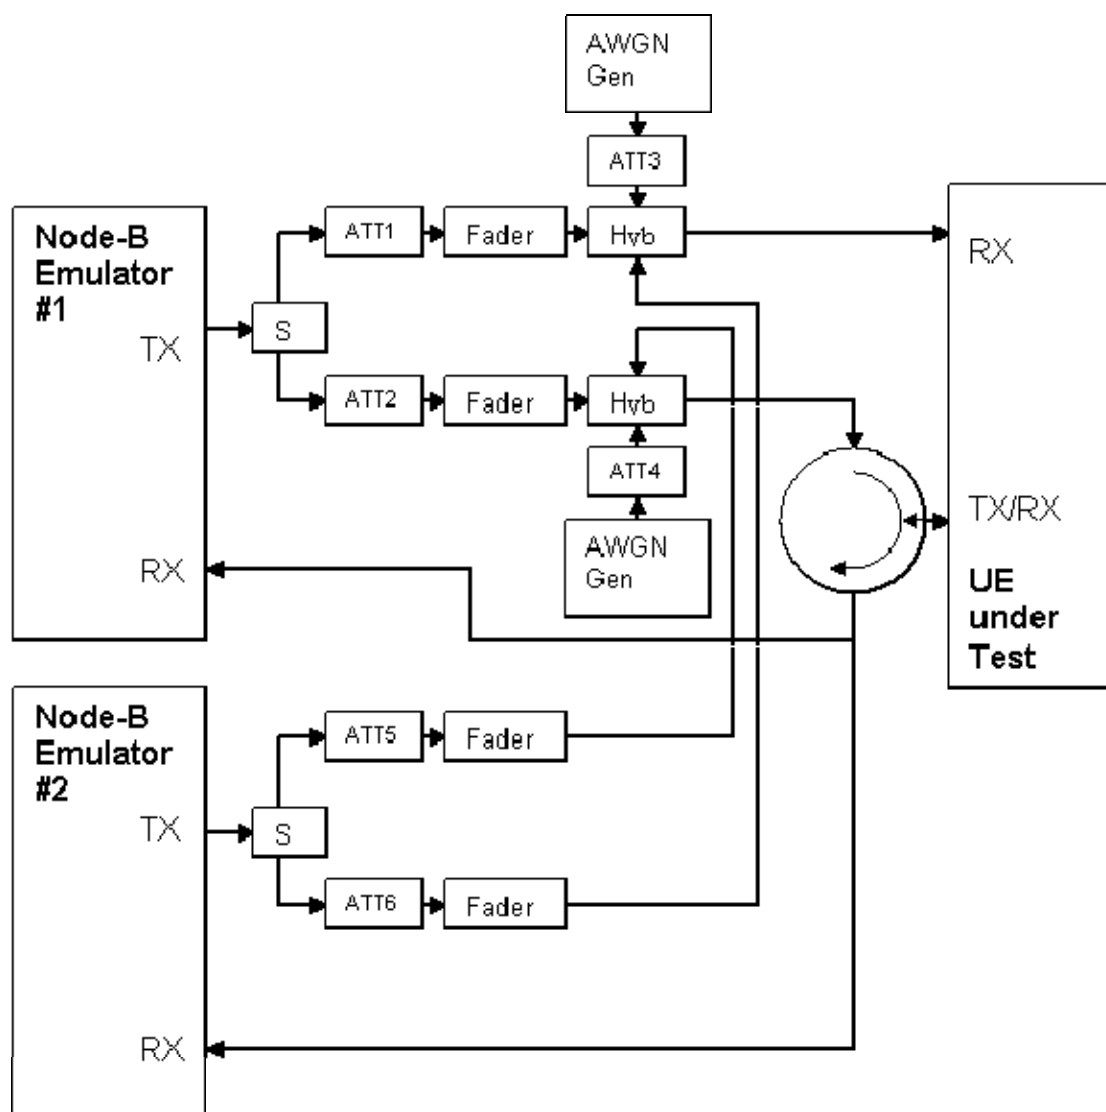 AWGN
Gen
ATT3
Node-B
Emulator
#1
TX
RX
S
ATT1
Fader
Hyb
ATT2
Fader
Hyb
ATT4
AWGN
Gen
RX
TX/RX
UE
under
Test
Node-B
Emulator
#2
TX
RX
S
ATT5
Fader
ATT6
Fader